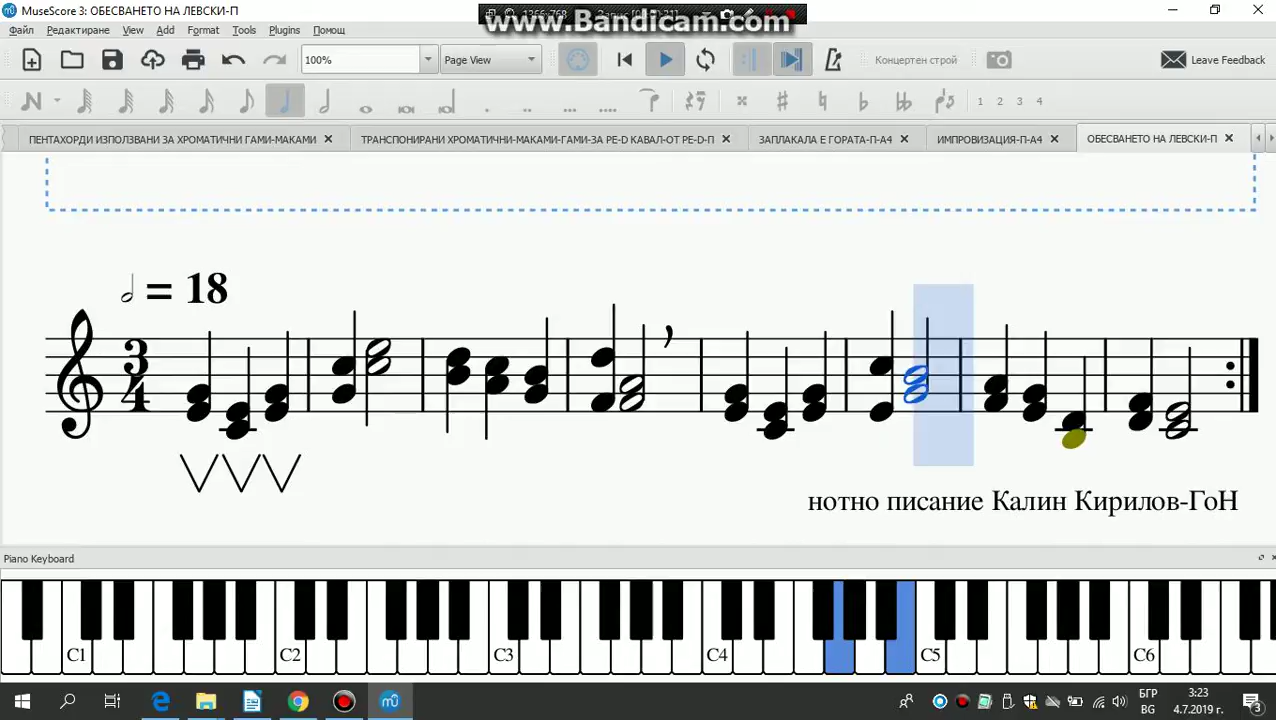 MuseScore 3: ОБЕСВАНЕТО НА ЛЕВСКИ-П
www.Bandicam.com
Файл Редактиране View Add Format Tools Plugins Помощ
100% Page View Концертен строй Leave Feedback
1 2 3 4
ПЕНТАХОРДИ ИЗПОЛЗВАНИ ЗА ХРОМАТИЧНИ ГАМИ-МАКАМИ ТРАНСПОНИРАНИ ХРОМАТИЧНИ-МАКАМИ-ГАМИ-ЗА РЕ-D КАВАЛ-ОТ РЕ-D-П ЗАПЛАКАЛА Е ГОРАТА-П-А4 ИМПРОВИЗАЦИЯ-П-А4 ОБЕСВАНЕТО НА ЛЕВСКИ-П
= 18
3
4
нотно писание Калин Кирилов-ГоН
Piano Keyboard
C1 C2 C3 C4 C5 C6
БГР 3:23
BG 4.7.2019 г.
3